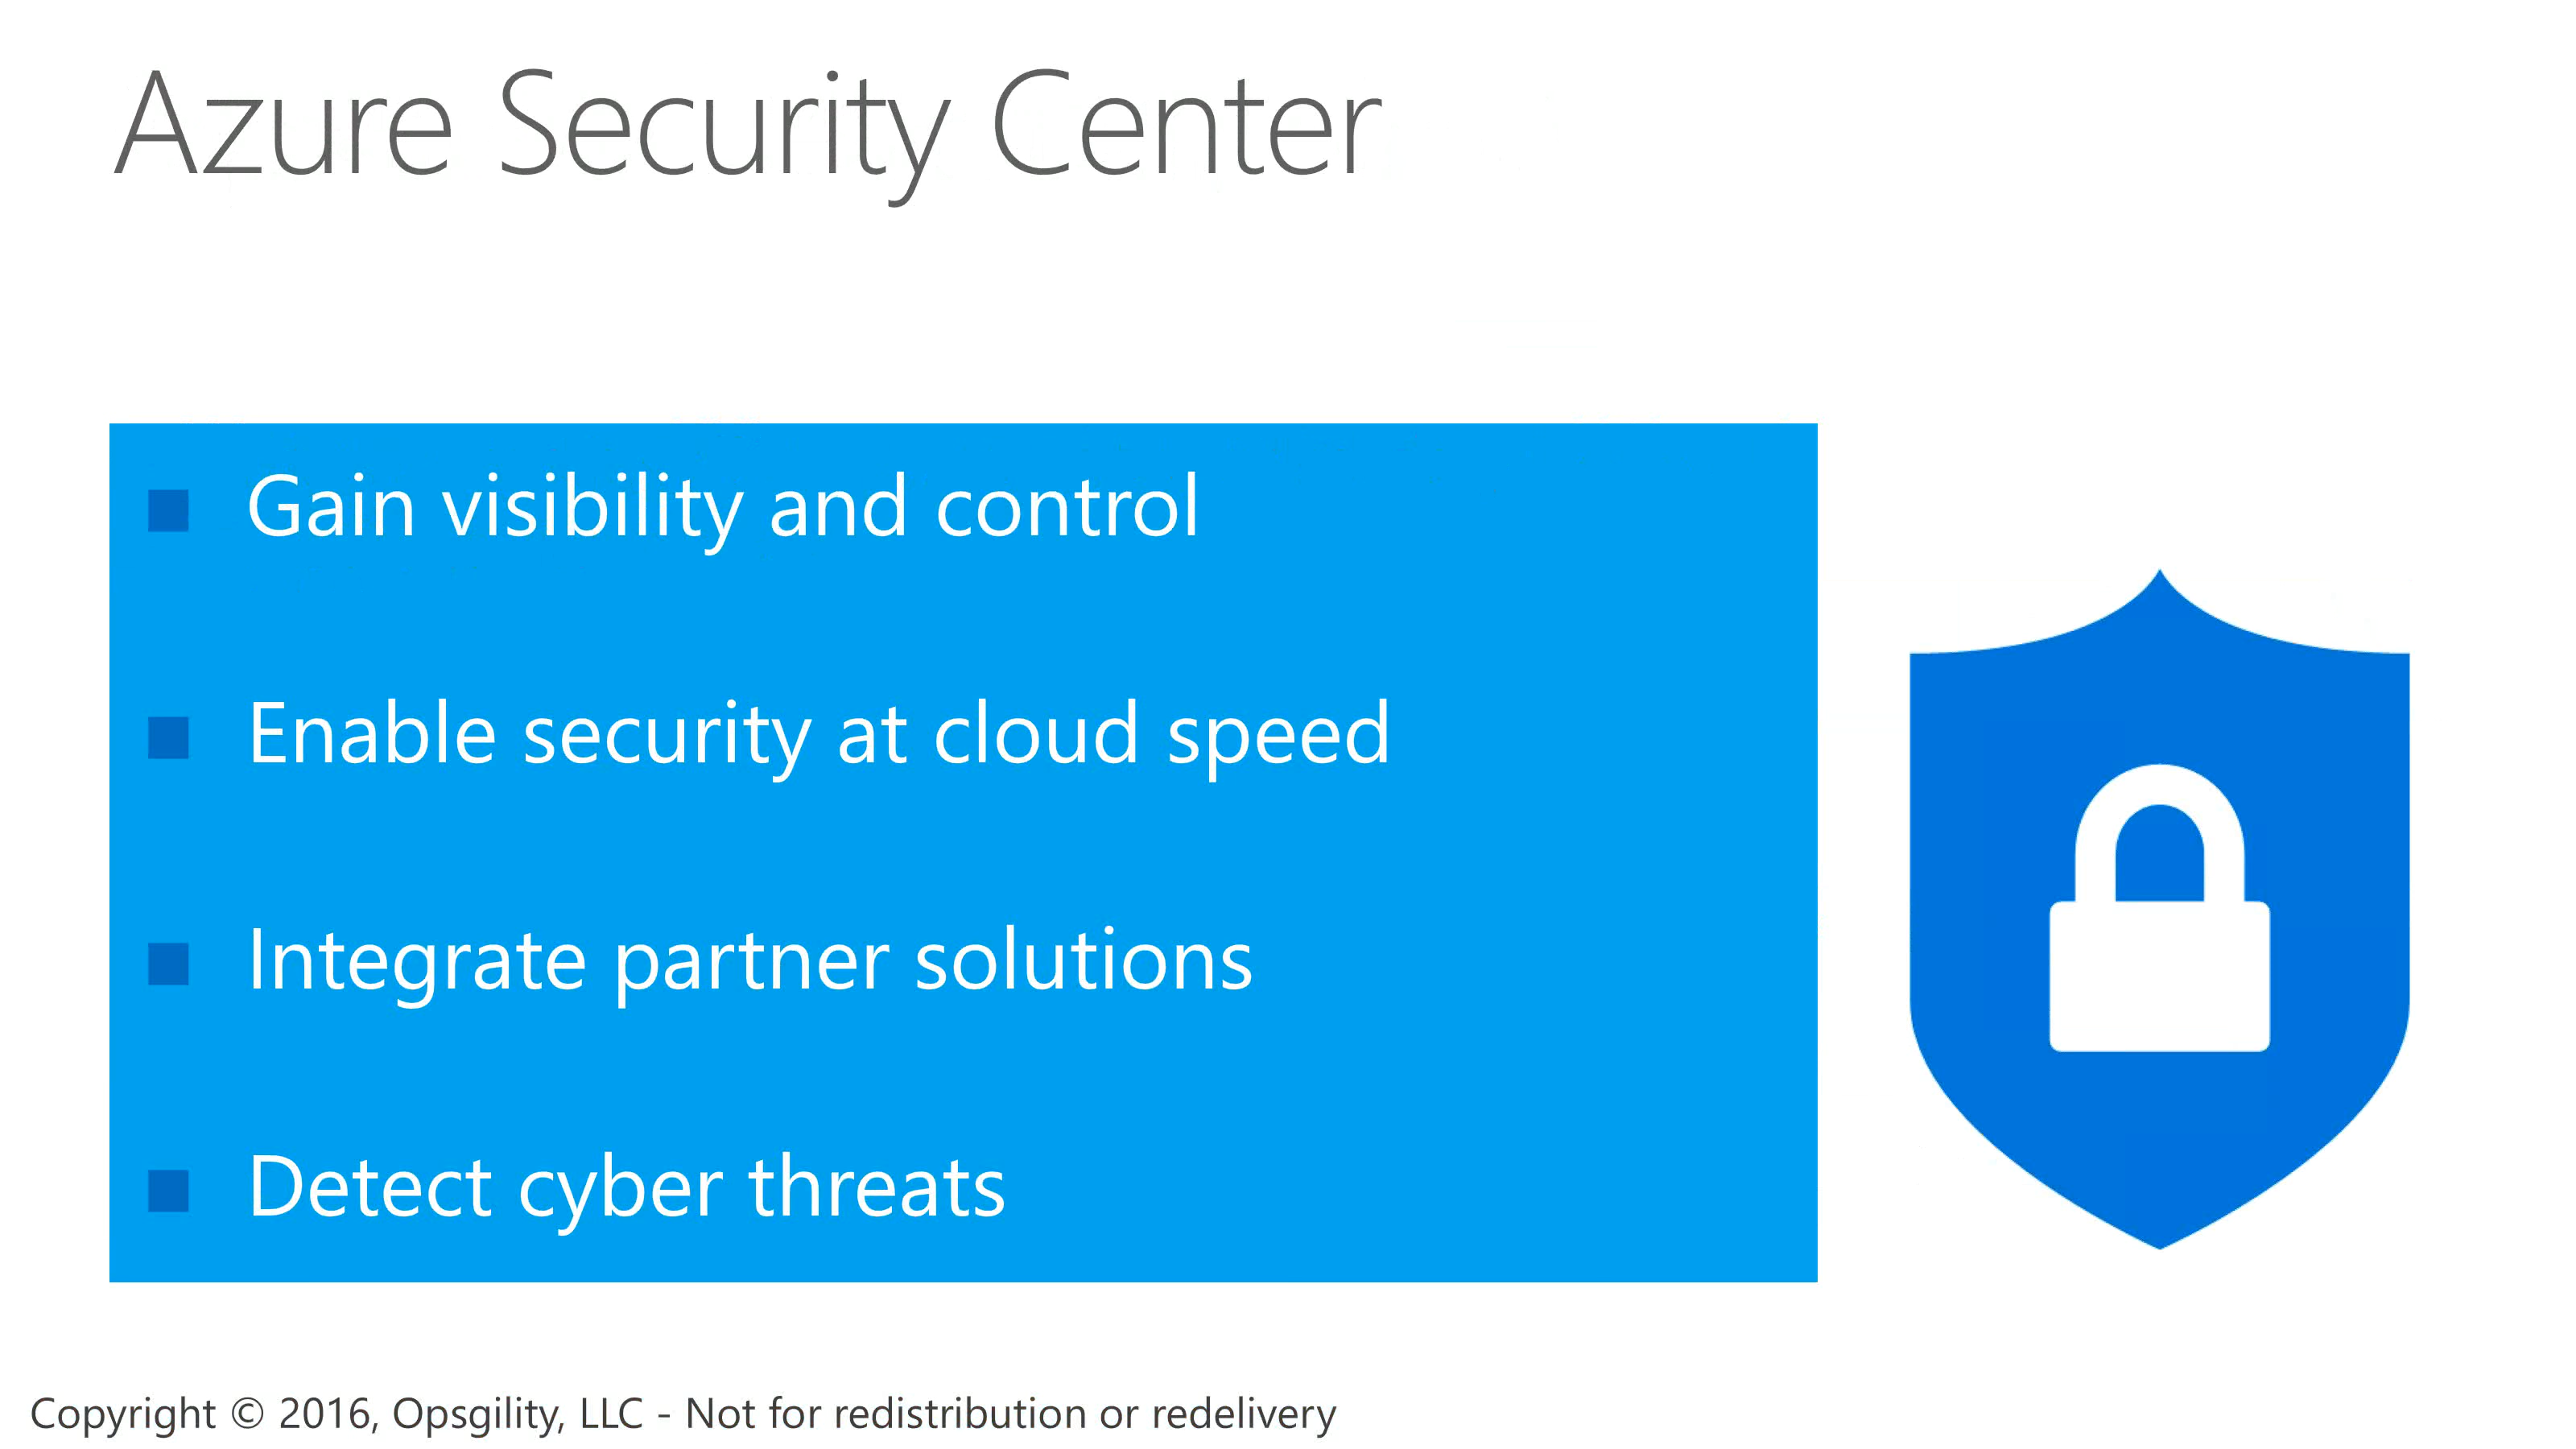 Azure Security Center
Gain visibility and control
Enable security at cloud speed
Integrate partner solutions
Detect cyber threats
Copyright © 2016, Opsgility, LLC - Not for redistribution or redelivery